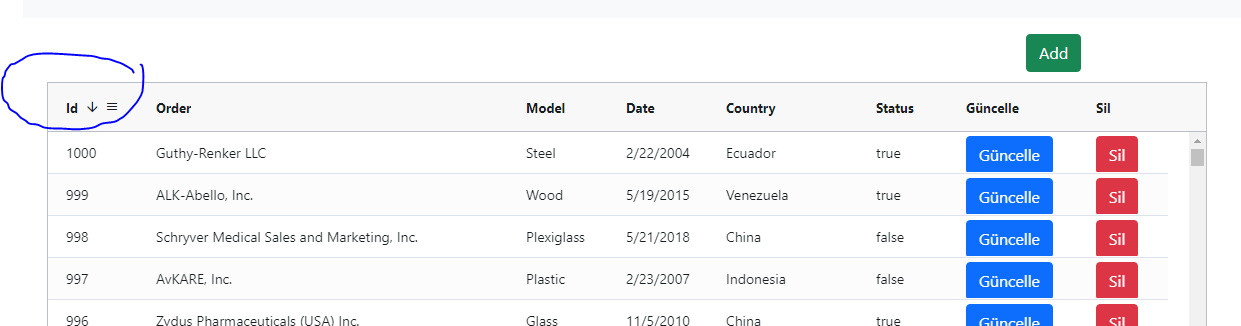 Add
Id Order Model Date Country Status Güncelle Sil
1000 Guthy-Renker LLC Steel 2/22/2004 Ecuador true Güncelle Sil
999 ALK-Abello, Inc. Wood 5/19/2015 Venezuela true Güncelle Sil
998 Schryver Medical Sales and Marketing, Inc. Plexiglass 5/21/2018 China false Güncelle Sil
997 AvKARE, Inc. Plastic 2/23/2007 Indonesia false Güncelle Sil
996 Zydus Pharmaceuticals (USA) Inc. Glass 11/5/2010 China true Güncelle Sil